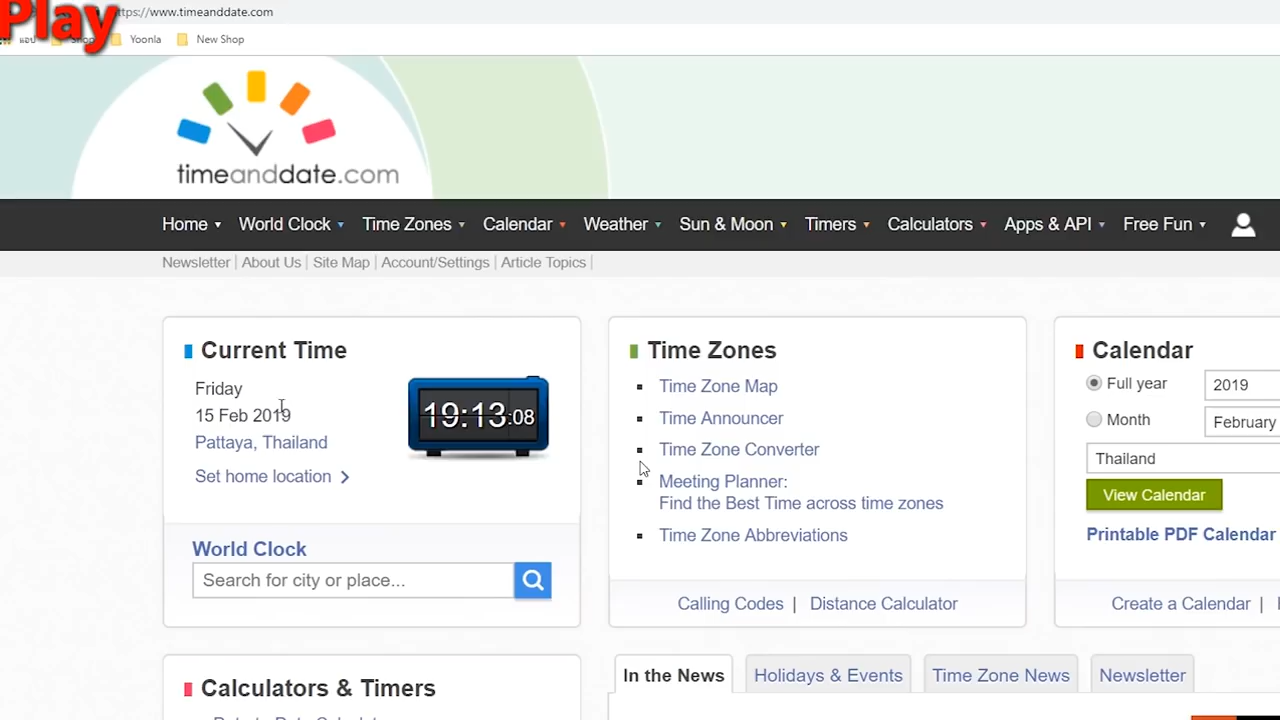 Play
https://www.timeanddate.com
แอป
Shop
Yoonla
New Shop
timeanddate.com
Home World Clock Time Zones Calendar Weather Sun & Moon Timers Calculators Apps & API Free Fun
Newsletter | About Us | Site Map | Account/Settings | Article Topics |
Current Time
Friday
15 Feb 2019
Pattaya, Thailand
Set home location
19:13:08
World Clock
Search for city or place...
Time Zones
Time Zone Map
Time Announcer
Time Zone Converter
Meeting Planner:
Find the Best Time across time zones
Time Zone Abbreviations
Calling Codes | Distance Calculator
Calendar
Full year 2019
Month February
Thailand
View Calendar
Printable PDF Calendar
Create a Calendar |
Calculators & Timers
In the News Holidays & Events Time Zone News Newsletter